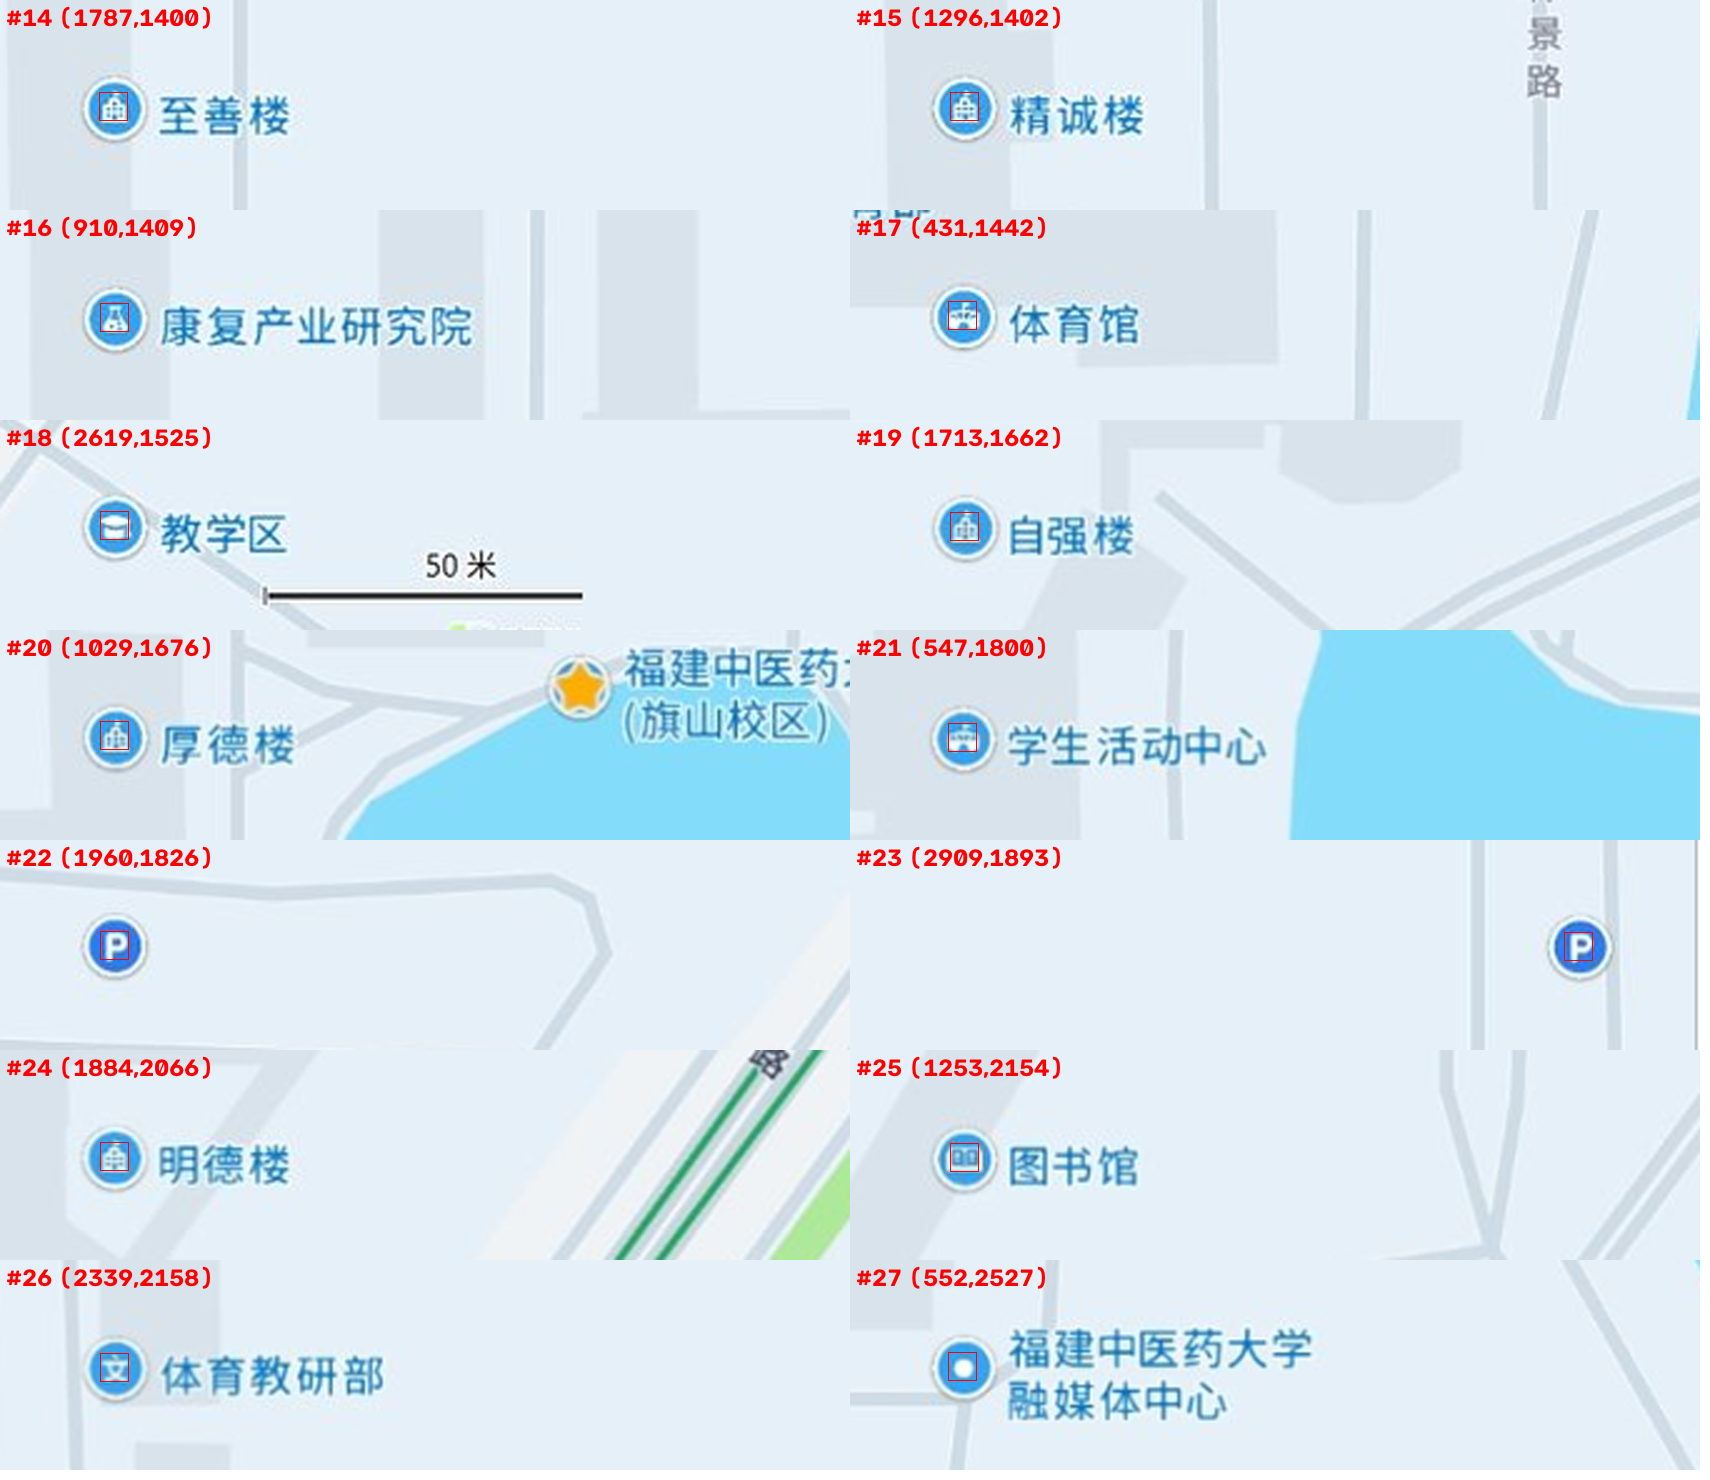 #14 (1787,1400)
至善楼
#15 (1296,1402)
景
路
精诚楼
#16 (910,1409)
康复产业研究院
#17 (431,1442)
体育馆
#18 (2619,1525)
教学区
50 米
#19 (1713,1662)
自强楼
#20 (1029,1676)
福建中医药
(旗山校区)
厚德楼
#21 (547,1800)
学生活动中心
#22 (1960,1826)
P
#23 (2909,1893)
P
#24 (1884,2066)
路
明德楼
#25 (1253,2154)
图书馆
#26 (2339,2158)
文
体育教研部
#27 (552,2527)
福建中医药大学
融媒体中心